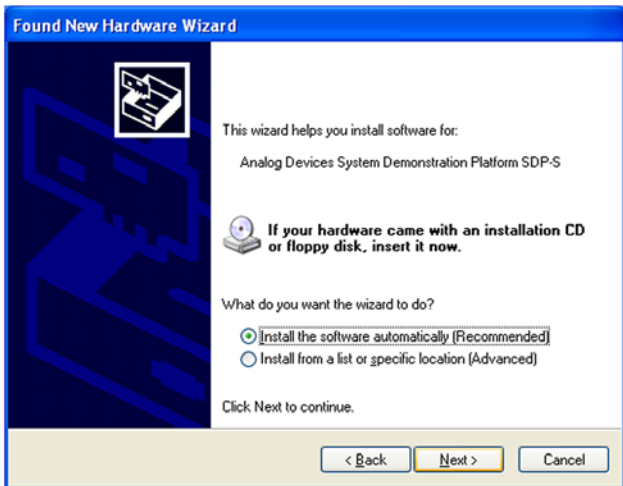 Found New Hardware Wizard
This wizard helps you install software for:
Analog Devices System Demonstration Platform SDP-S
If your hardware came with an installation CD
or floppy disk, insert it now.
What do you want the wizard to do?
Install the software automatically (Recommended)
Install from a list or specific location (Advanced)
Click Next to continue.
< Back Next > Cancel